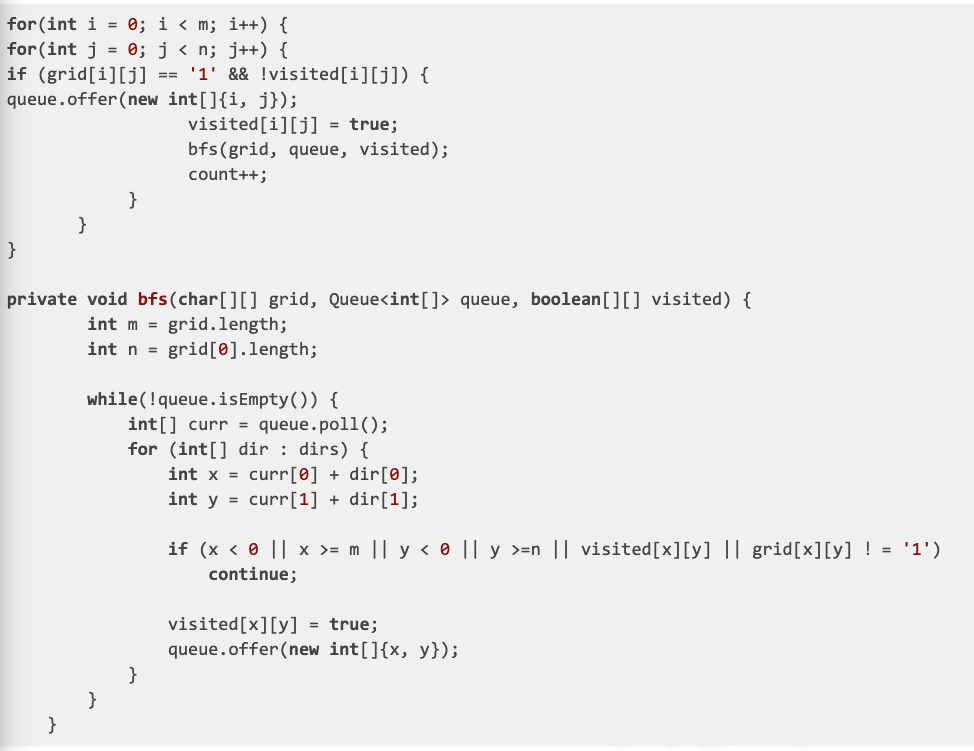 for(int i = 0; i < m; i++) {
for(int j = 0; j < n; j++) {
if (grid[i][j] == '1' && !visited[i][j]) {
queue.offer(new int[]{i, j});
                  visited[i][j] = true;
                  bfs(grid, queue, visited);
                  count++;
            }
       }
}

private void bfs(char[][] grid, Queue<int[]> queue, boolean[][] visited) {
        int m = grid.length;
        int n = grid[0].length;

        while(!queue.isEmpty()) {
            int[] curr = queue.poll();
            for (int[] dir : dirs) {
                int x = curr[0] + dir[0];
                int y = curr[1] + dir[1];

                if (x < 0 || x >= m || y < 0 || y >=n || visited[x][y] || grid[x][y] ! = '1')
                    continue;

                visited[x][y] = true;
                queue.offer(new int[]{x, y});
            }
        }
    }